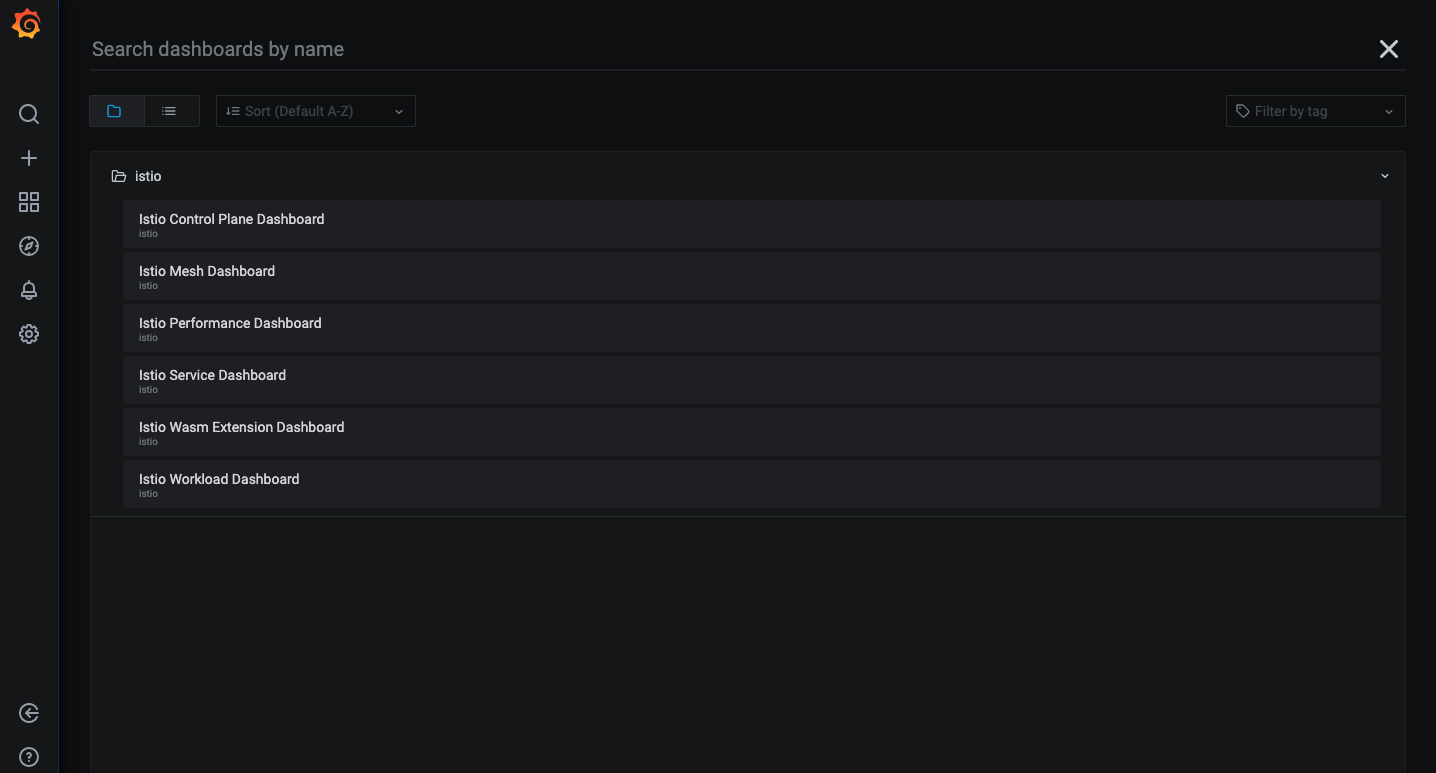 Search dashboards by name
Sort (Default A-Z)
Filter by tag
istio
Istio Control Plane Dashboard
istio
Istio Mesh Dashboard
istio
Istio Performance Dashboard
istio
Istio Service Dashboard
istio
Istio Wasm Extension Dashboard
istio
Istio Workload Dashboard
istio